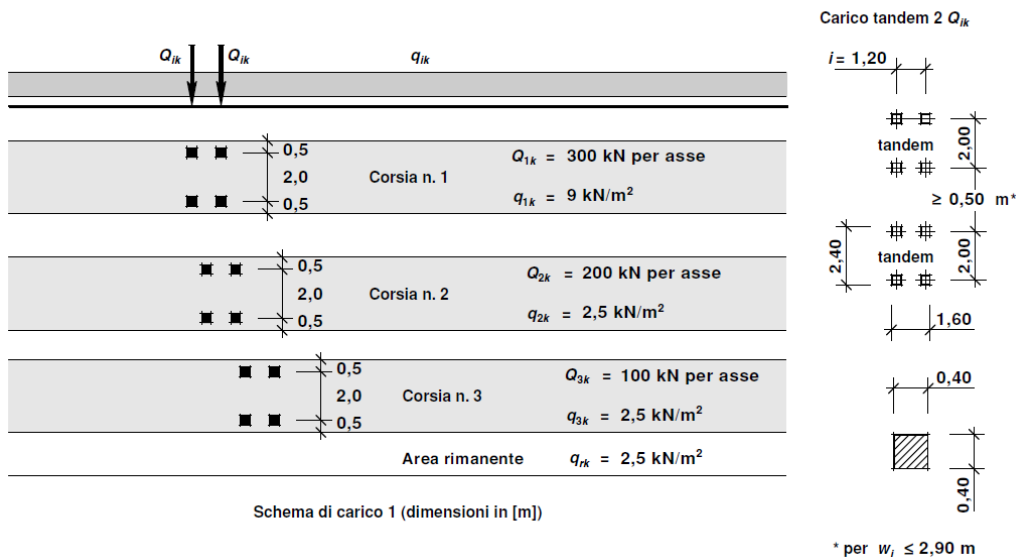 Carico tandem 2 Qik
Qik Qik qik
i = 1,20
0,5
2,0
0,5
Corsia n. 1
Q1k = 300 kN per asse
q1k = 9 kN/m²
tandem
2,00
≥ 0,50 m*
0,5
2,0
0,5
Corsia n. 2
Q2k = 200 kN per asse
q2k = 2,5 kN/m²
2,40
tandem
2,00
1,60
0,5
2,0
0,5
Corsia n. 3
Q3k = 100 kN per asse
q3k = 2,5 kN/m²
0,40
0,40
Area rimanente qrk = 2,5 kN/m²
Schema di carico 1 (dimensioni in [m])
* per wi ≤ 2,90 m